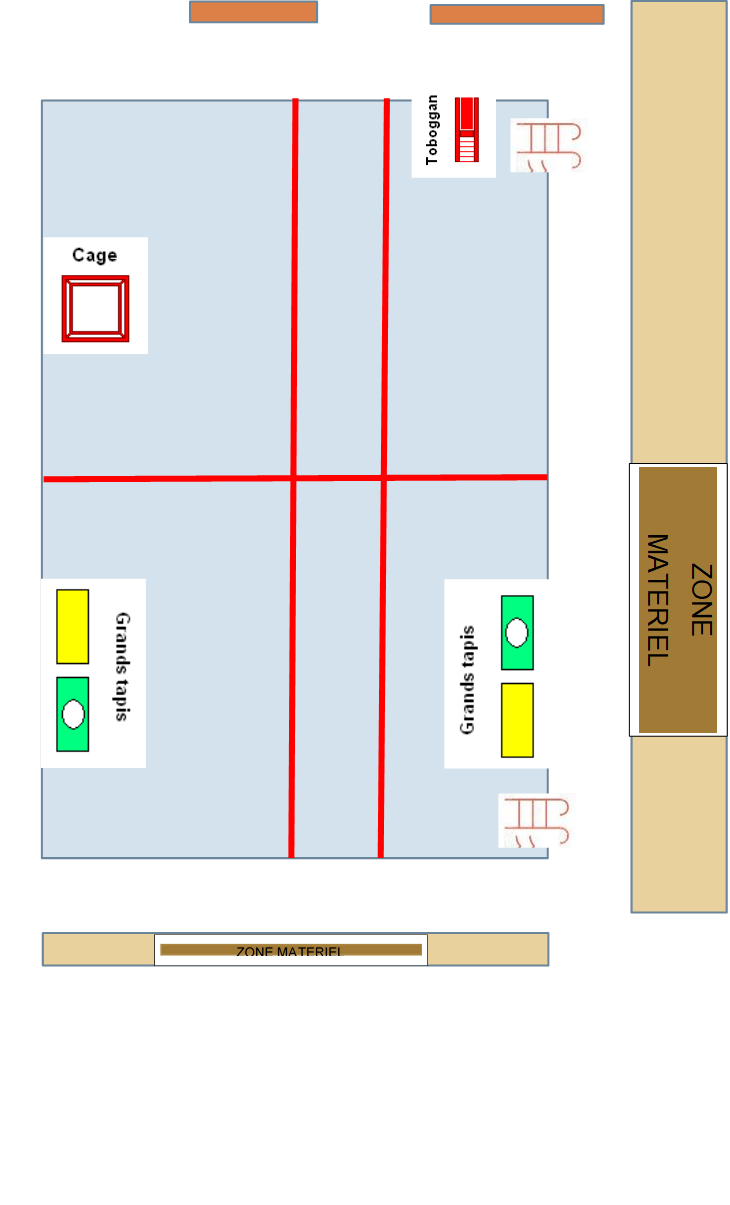 Toboggan
Cage
ZONE
MATERIEL
Grands tapis
Grands tapis
ZONE MATERIEL